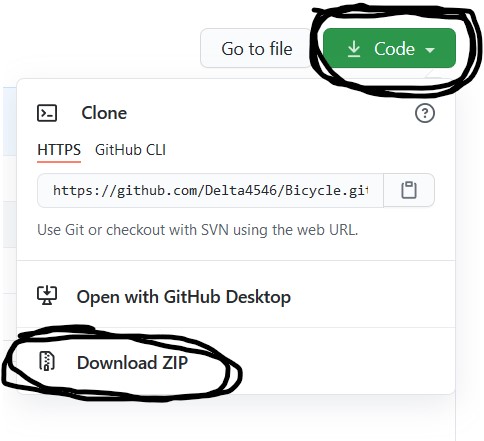 Go to file
Code
Clone
HTTPS GitHub CLI
https://github.com/Delta4546/Bicycle.git
Use Git or checkout with SVN using the web URL.
Open with GitHub Desktop
Download ZIP